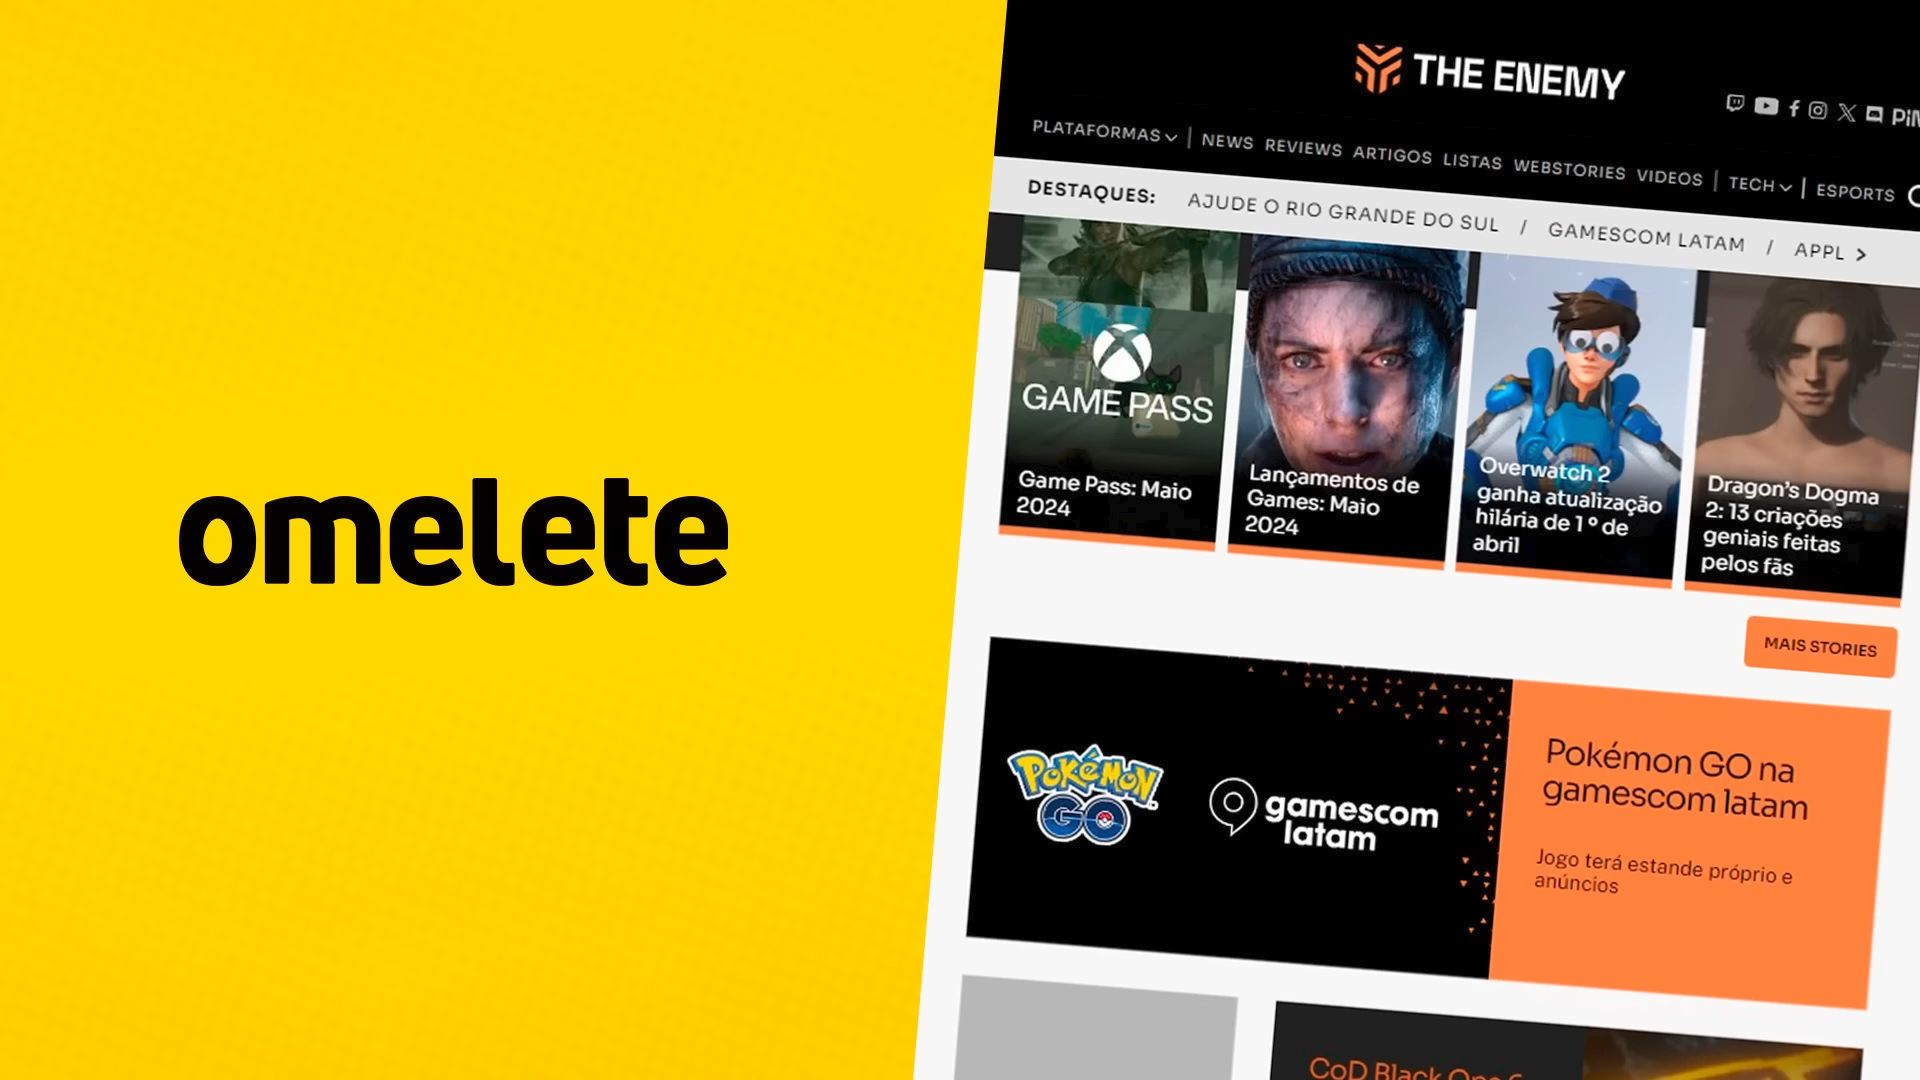 omelete
THE ENEMY
PLATAFORMAS | NEWS REVIEWS ARTIGOS LISTAS WEBSTORIES VIDEOS | TECH | ESPORTS
DESTAQUES: AJUDE O RIO GRANDE DO SUL / GAMESCOM LATAM / APPL >
GAME PASS
Game Pass: Maio
2024
Lançamentos de
Games: Maio
2024
Overwatch 2
ganha atualização
hilária de 1º de
abril
Dragon's Dogma
2: 13 criações
geniais feitas
pelos fãs
MAIS STORIES
POKéMON
GO
gamescom
latam
Pokémon GO na
gamescom latam
Jogo terá estande próprio e
anúncios
CoD Black Ops